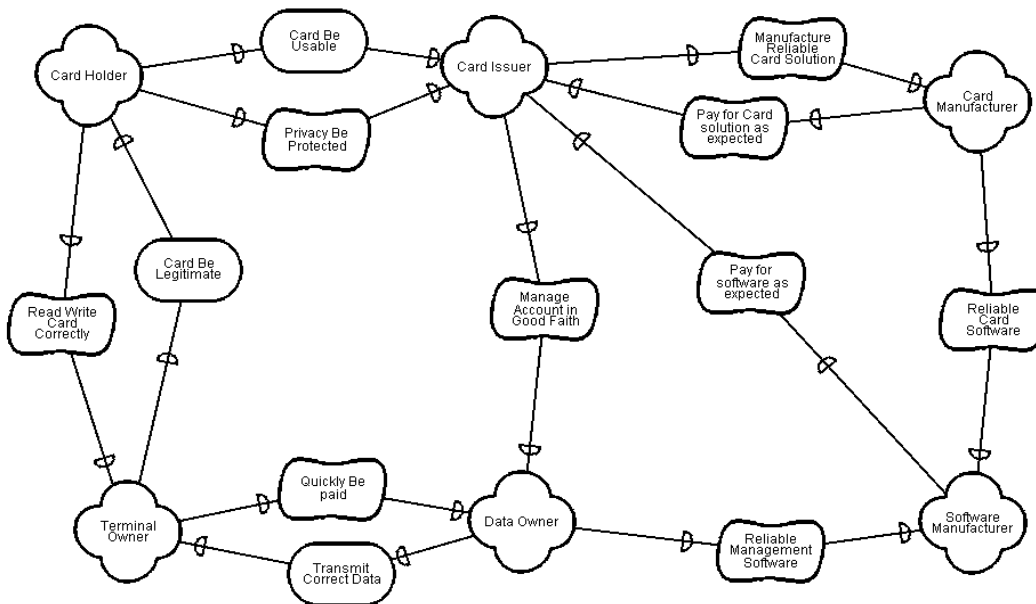 Card Be
Usable
Manufacture
Reliable
Card Solution
Card Holder
Card Issuer
Card
Manufacturer
Privacy Be
Protected
Pay for Card
solution as
expected
Card Be
Legitimate
Pay for
software as
expected
Read Write
Card
Correctly
Manage
Account in
Good Faith
Reliable
Card
Software
Quickly Be
paid
Terminal
Owner
Data Owner
Software
Manufacturer
Transmit
Correct Data
Reliable
Management
Software